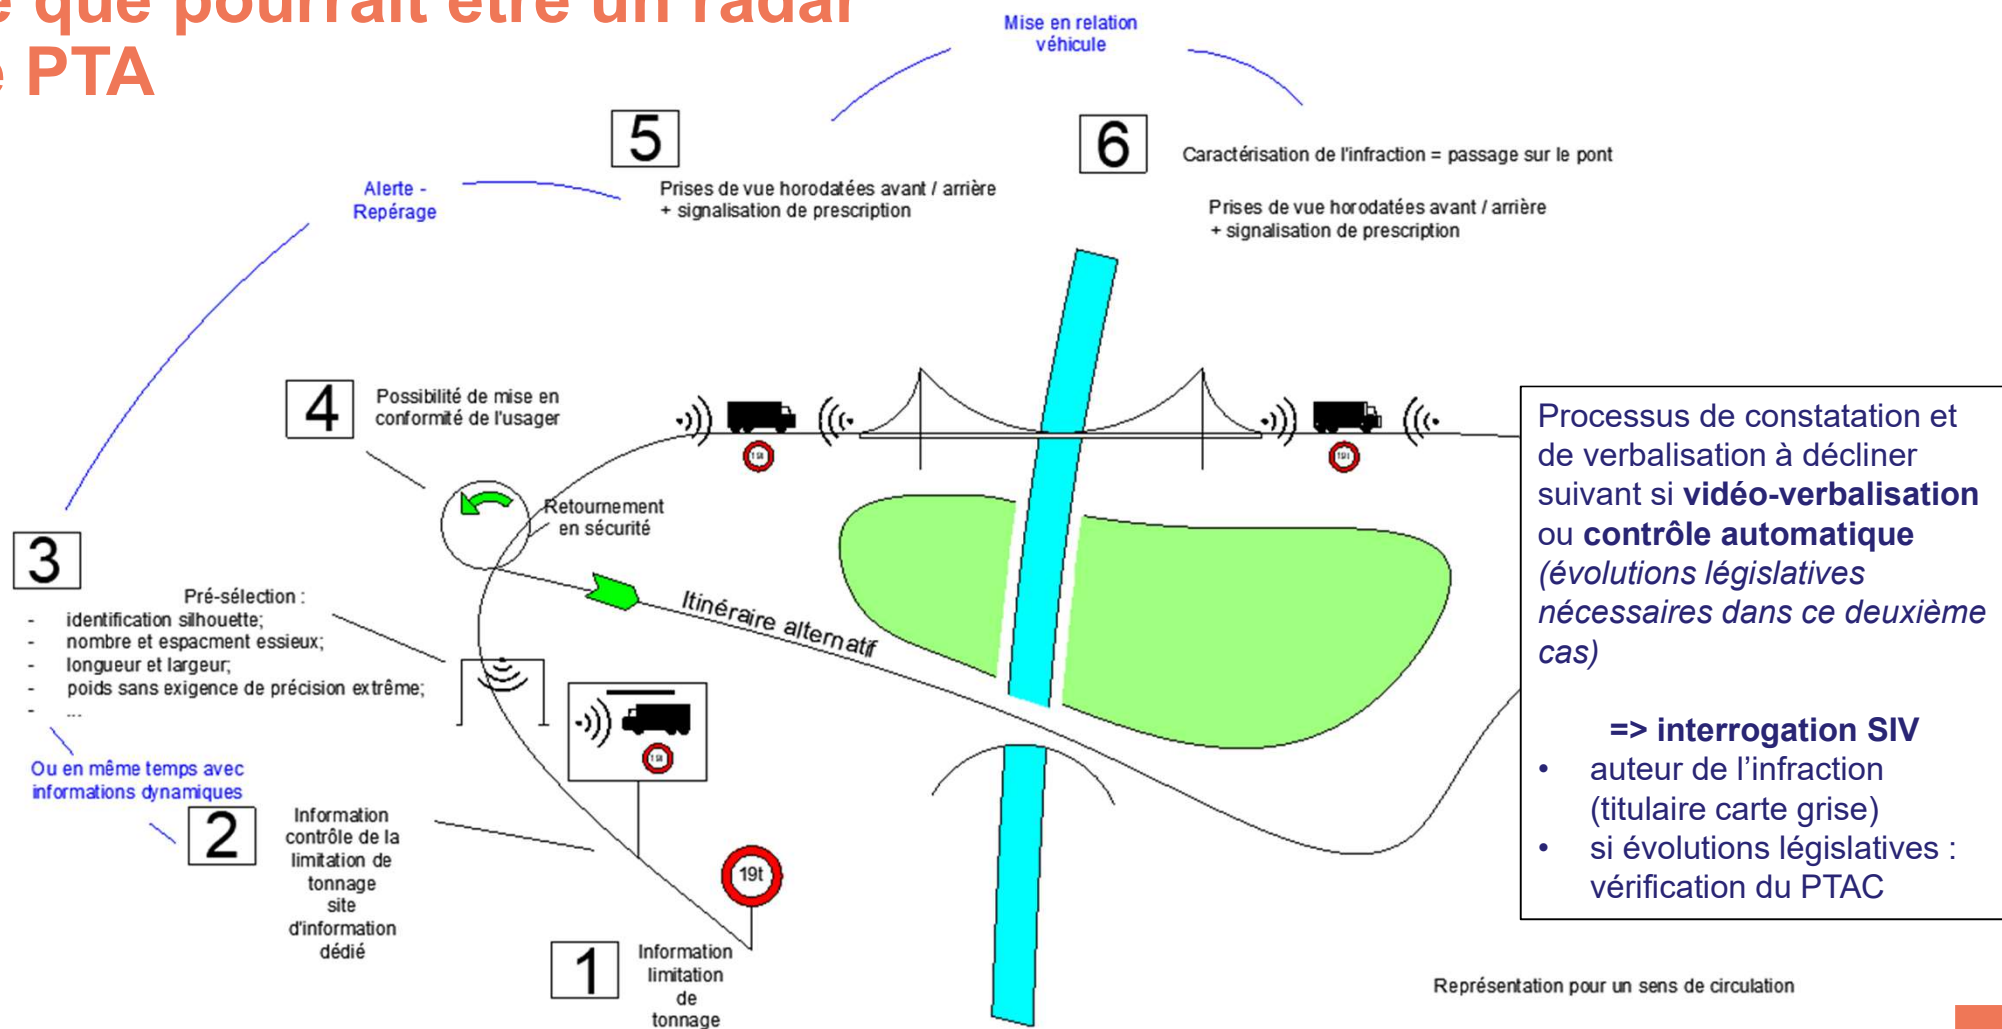 e que pourrait être un radar
e PTA
Mise en relation
véhicule
5
Prises de vue horodatées avant / arrière
+ signalisation de prescription
6
Caractérisation de l'infraction = passage sur le pont
Prises de vue horodatées avant / arrière
+ signalisation de prescription
Alerte -
Repérage
4
Possibilité de mise en
conformité de l'usager
Retournement
en sécurité
3
Pré-sélection :
- identification silhouette;
- nombre et espacment essieux;
- longueur et largeur;
- poids sans exigence de précision extrême;
- ...
Itinéraire alternatif
Ou en même temps avec
informations dynamiques
2
Information
contrôle de la
limitation de
tonnage
site
d'information
dédié
19t
19t
19t
19t
1
Information
limitation
de
tonnage
Processus de constatation et
de verbalisation à décliner
suivant si vidéo-verbalisation
ou contrôle automatique
(évolutions législatives
nécessaires dans ce deuxième
cas)
=> interrogation SIV
• auteur de l'infraction
(titulaire carte grise)
• si évolutions législatives :
vérification du PTAC
Représentation pour un sens de circulation